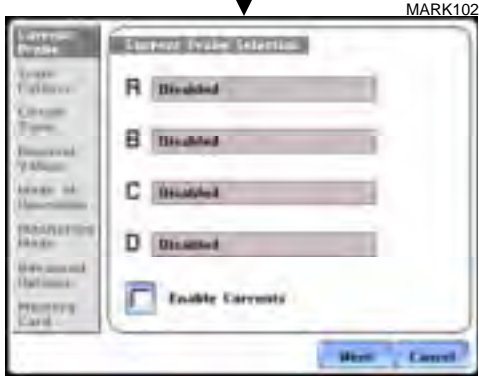 MARK102
Current
Probe
Current Probe Selection
Scale
Factors
Circuit
Type
Nominal
Values
Mode of
Operation
Monitoring
Mode
Advanced
Options
Memory
Card
A Disabled
B Disabled
C Disabled
D Disabled
Enable Currents
Next
Cancel